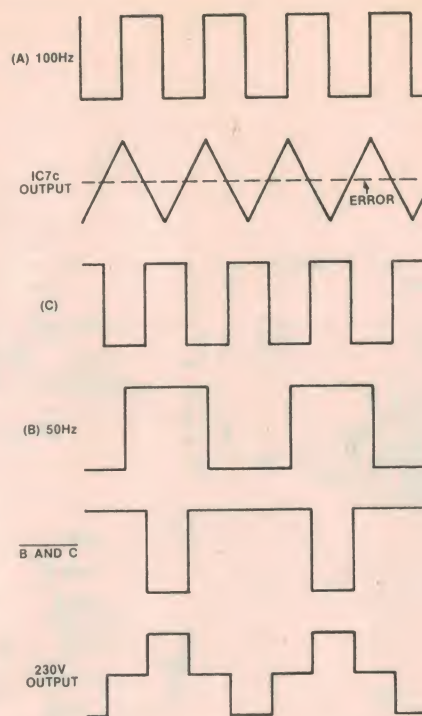 (A) 100Hz
IC7c
OUTPUT
ERROR
(C)
(B) 50Hz
B AND C
230V
OUTPUT